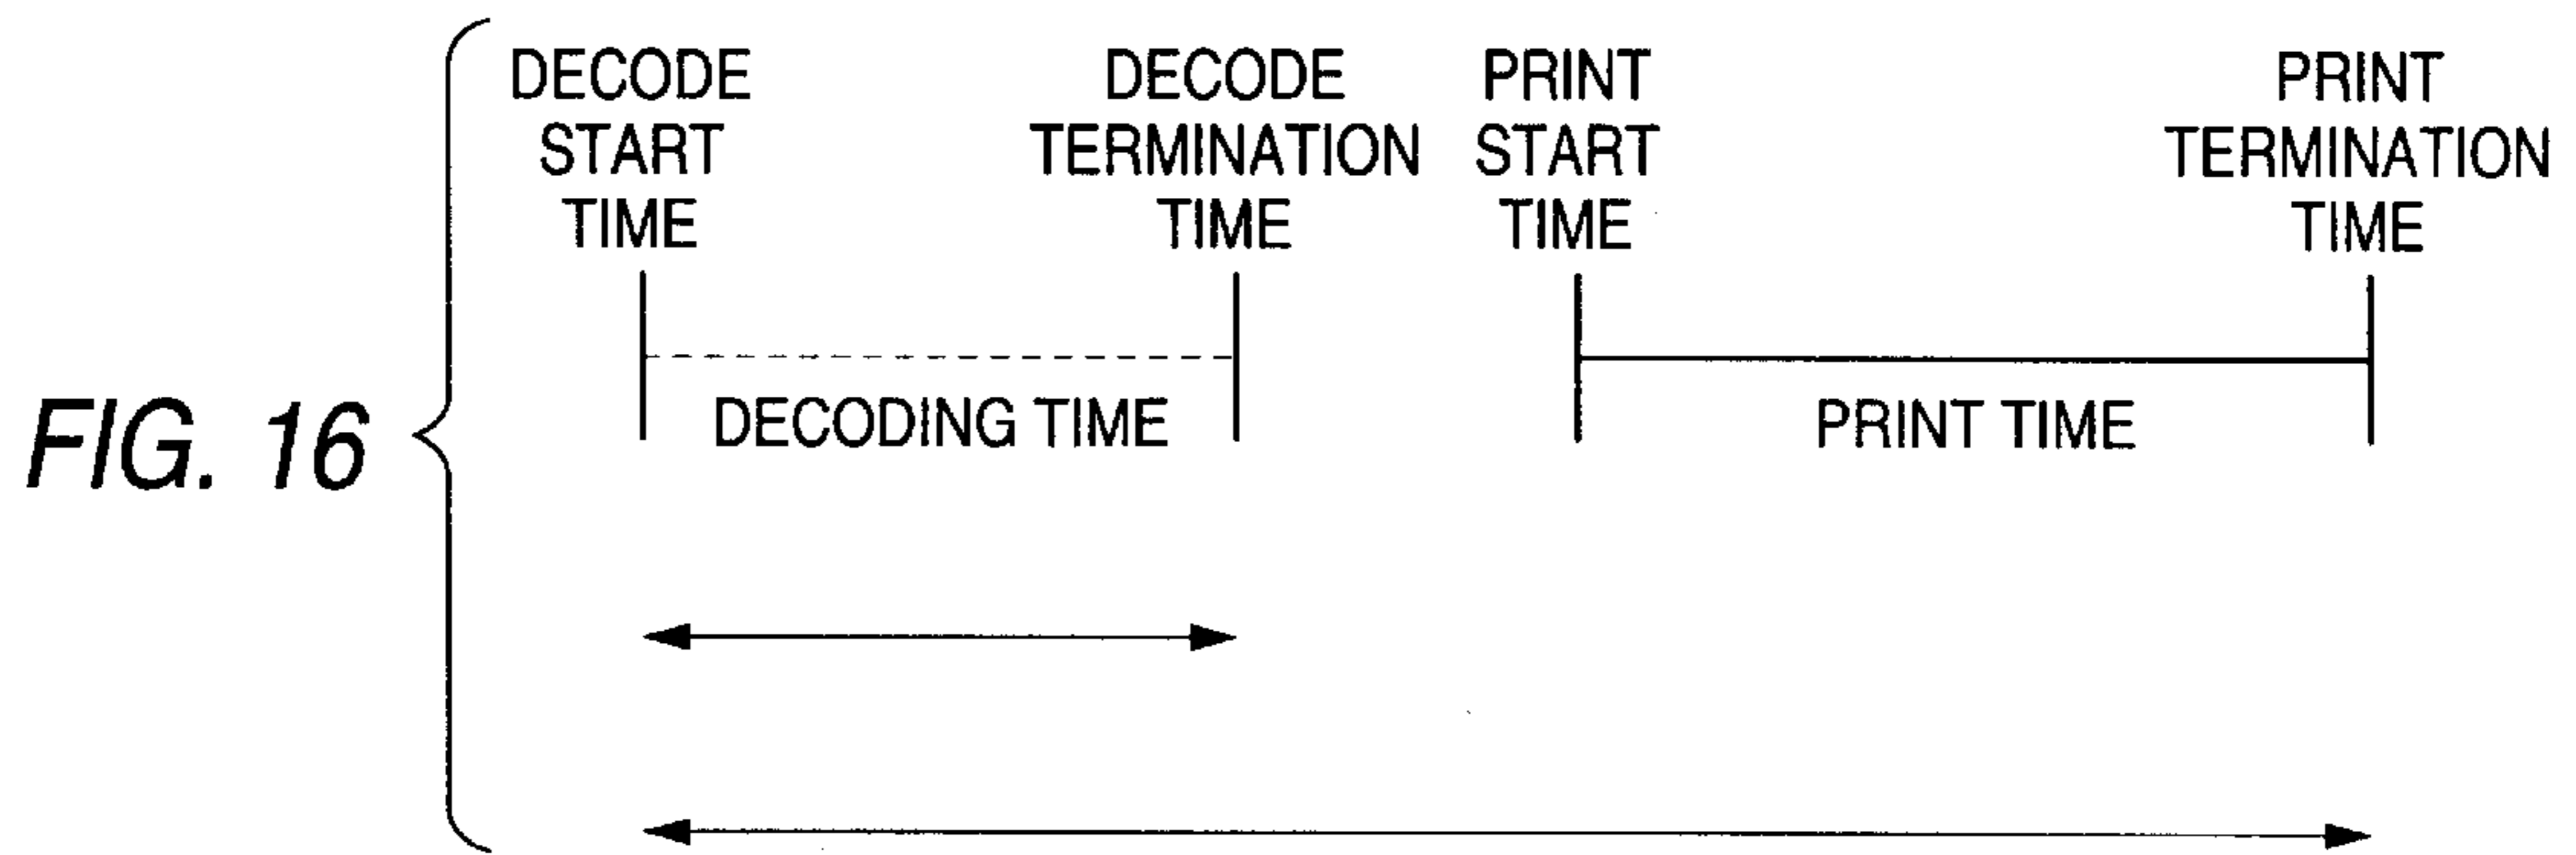 DECODE
START
TIME
DECODE
TERMINATION
TIME
PRINT
START
TIME
PRINT
TERMINATION
TIME
DECODING TIME
PRINT TIME
FIG. 16